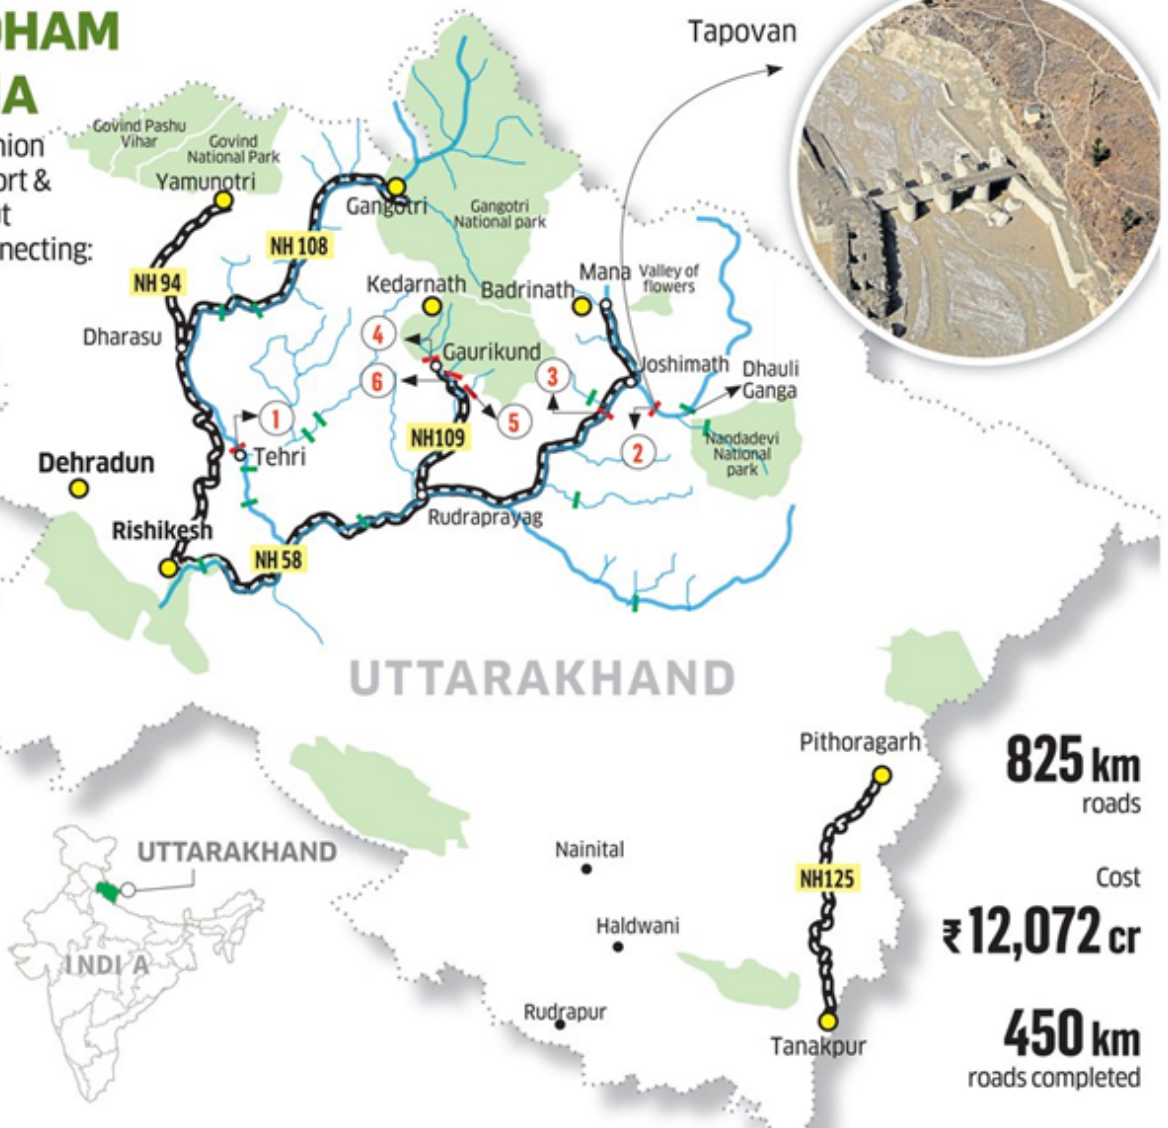 DHAM
IA
nion
ort &
ut
nnecting:
Tapovan
Govind Pashu
Vihar
Govind
National Park
Yamunotri
Gangotri
Gangotri
National park
NH 108
NH 94
Kedarnath
Badrinath
Mana
Valley of
flowers
Dharasu
4
Gaurikund
6
3
Joshimath
Dhauli
Ganga
1
5
NH109
2
Nandadevi
National
park
Tehri
Dehradun
Rishikesh
Rudraprayag
NH 58
UTTARAKHAND
Pithoragarh
825 km
roads
UTTARAKHAND
Nainital
NH125
Cost
₹12,072 cr
Haldwani
INDIA
Rudrapur
450 km
roads completed
Tanakpur